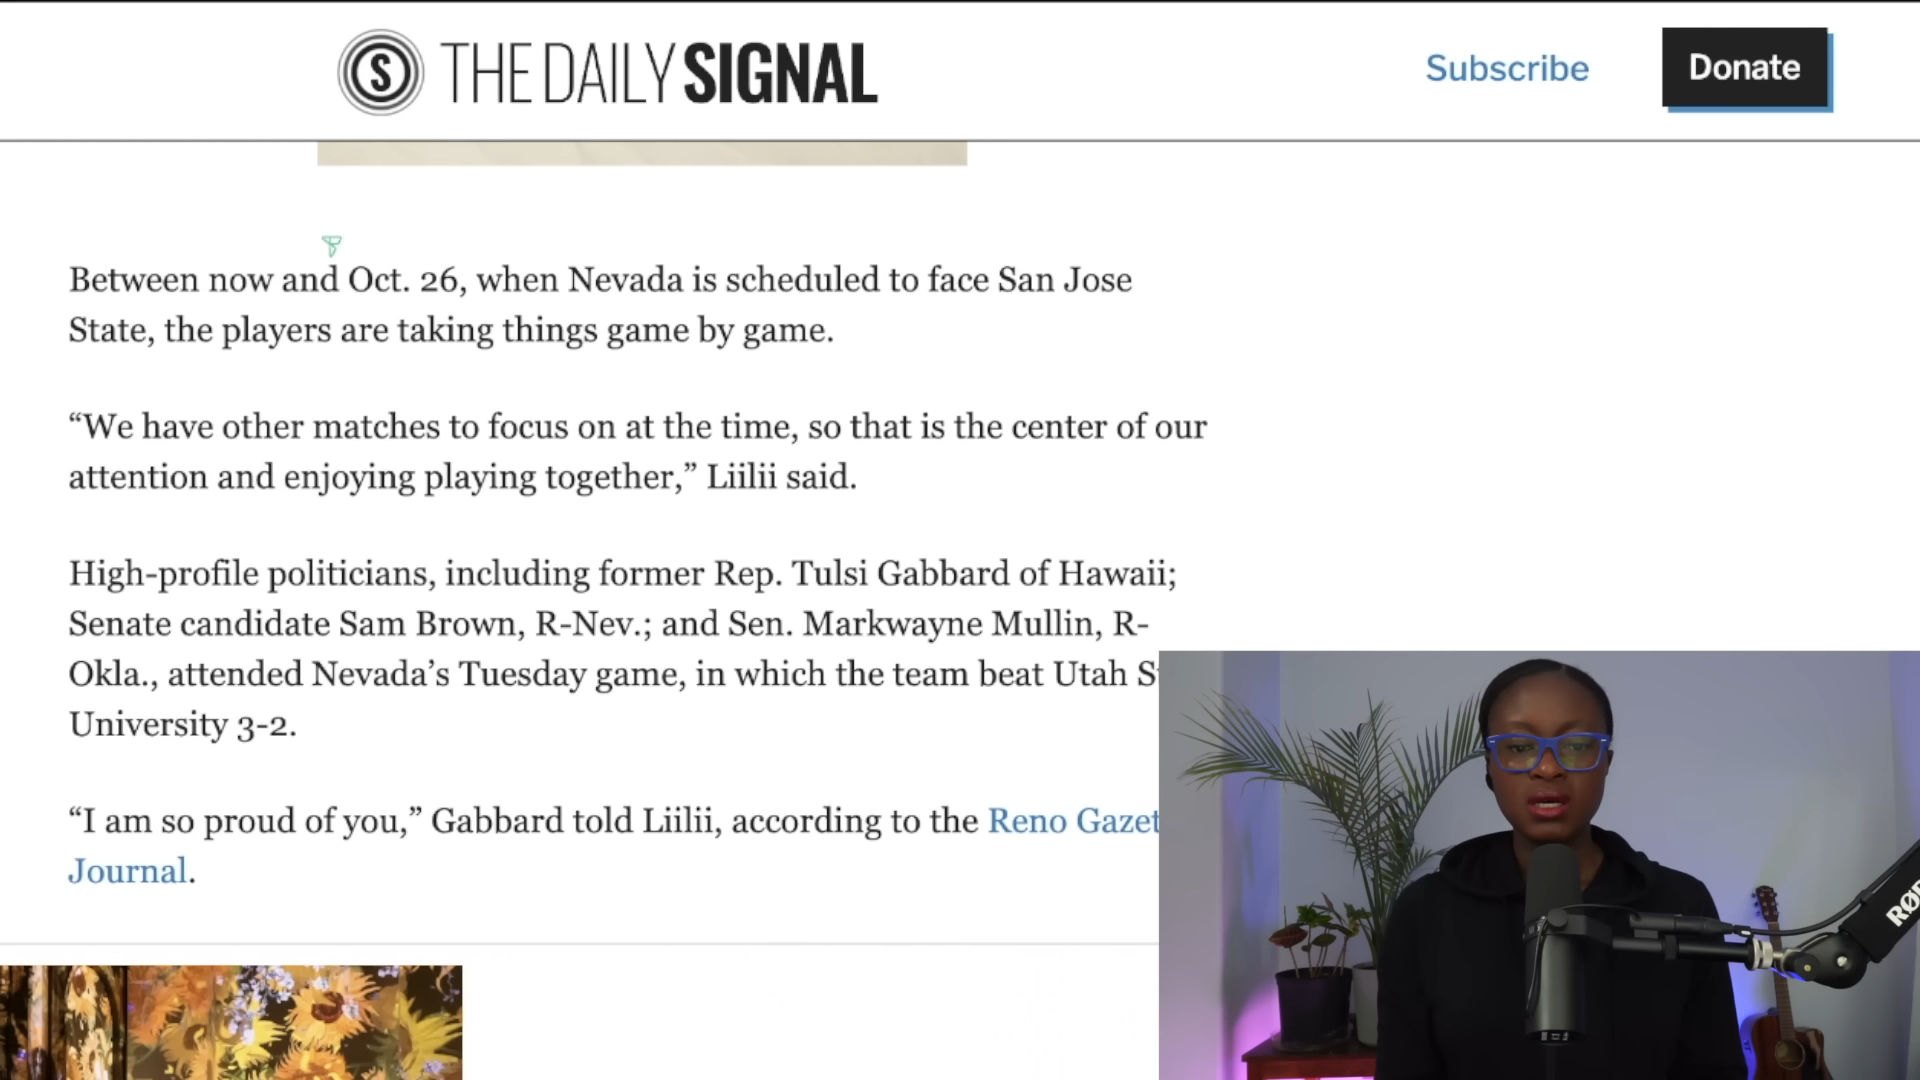 S THE DAILY SIGNAL
Subscribe
Donate
Between now and Oct. 26, when Nevada is scheduled to face San Jose
State, the players are taking things game by game.
“We have other matches to focus on at the time, so that is the center of our
attention and enjoying playing together,” Liilii said.
High-profile politicians, including former Rep. Tulsi Gabbard of Hawaii;
Senate candidate Sam Brown, R-Nev.; and Sen. Markwayne Mullin, R-
Okla., attended Nevada’s Tuesday game, in which the team beat Utah
University 3-2.
“I am so proud of you,” Gabbard told Liilii, according to the Reno
Journal.